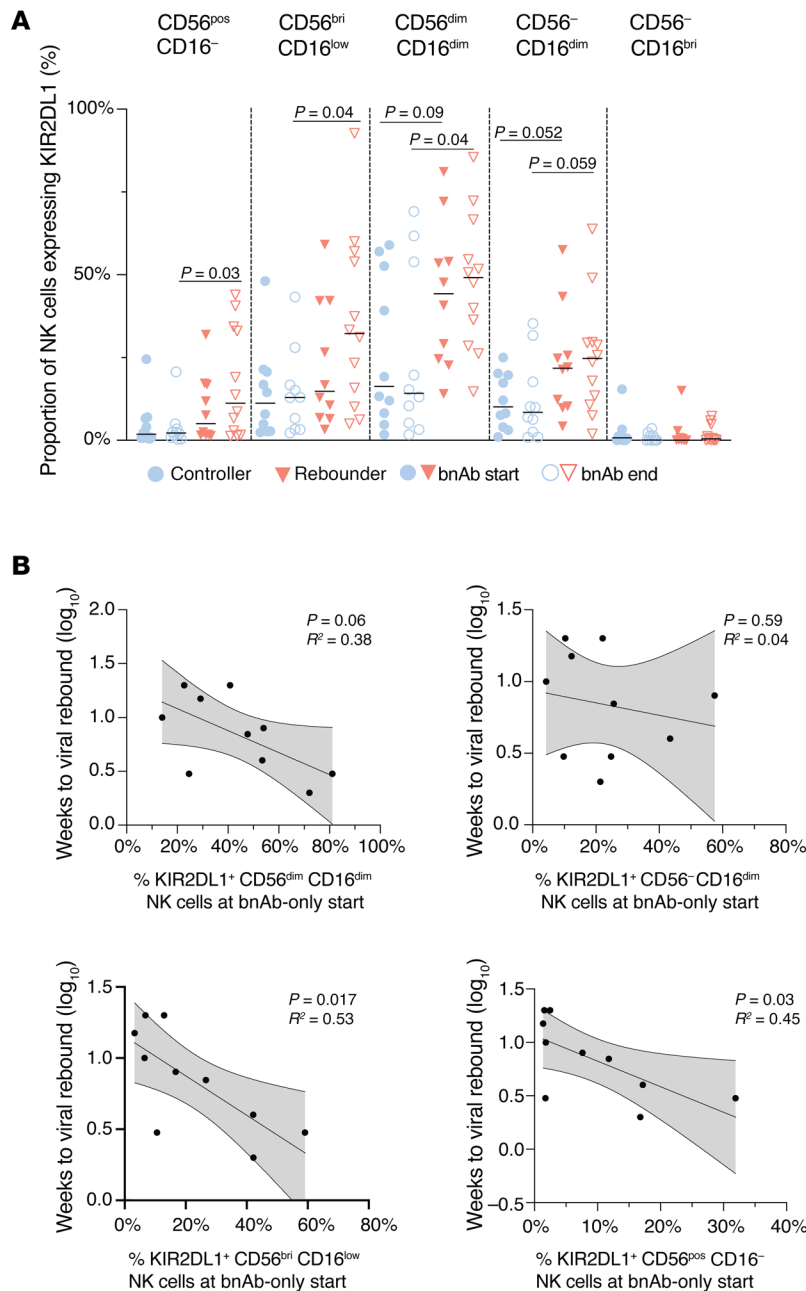 A
CD56pos CD56bri CD56dim CD56– CD56–
CD16– CD16low CD16dim CD16dim CD16bri
Proportion of NK cells expressing KIR2DL1 (%)
100%
50%
0%
P = 0.03
P = 0.04
P = 0.09
P = 0.04
P = 0.052
P = 0.059
Controller Rebounder bnAb start bnAb end
B
Weeks to viral rebound (log10)
2.0
1.5
1.0
0.5
0.0
P = 0.06
R2 = 0.38
0% 20% 40% 60% 80% 100%
% KIR2DL1+ CD56dim CD16dim
NK cells at bnAb-only start
Weeks to viral rebound (log10)
1.5
1.0
0.5
0.0
P = 0.59
R2 = 0.04
0% 20% 40% 60% 80%
% KIR2DL1+ CD56–CD16dim
NK cells at bnAb-only start
Weeks to viral rebound (log10)
1.5
1.0
0.5
0.0
P = 0.017
R2 = 0.53
0% 20% 40% 60% 80%
% KIR2DL1+ CD56bri CD16low
NK cells at bnAb-only start
Weeks to viral rebound (log10)
1.5
1.0
0.5
0.0
–0.5
P = 0.03
R2 = 0.45
0% 10% 20% 30% 40%
% KIR2DL1+ CD56pos CD16–
NK cells at bnAb-only start